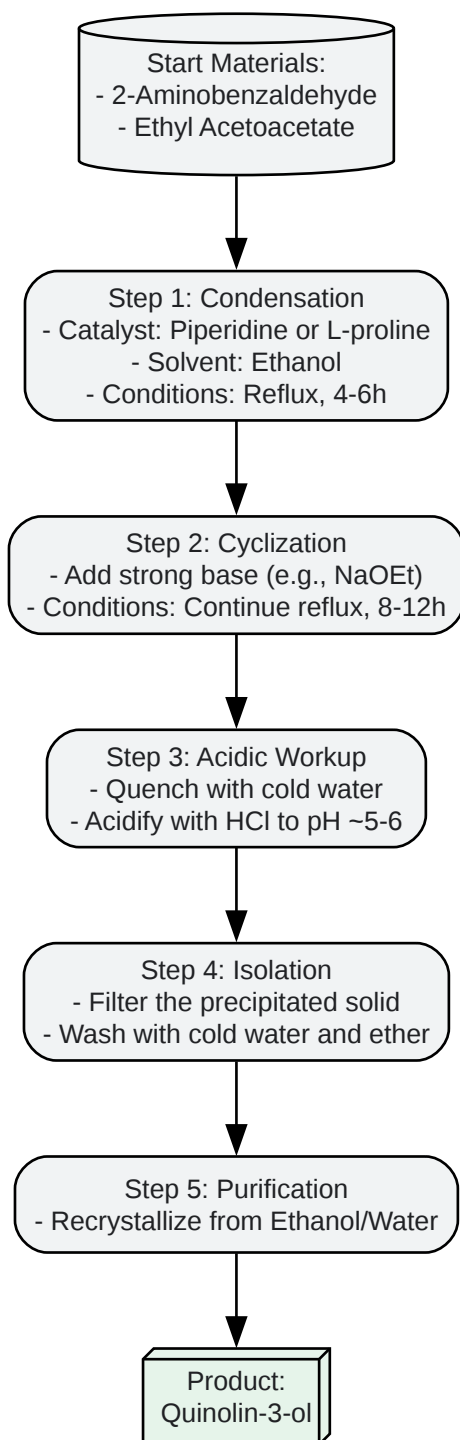 Start Materials:
- 2-Aminobenzaldehyde
- Ethyl Acetoacetate
Step 1: Condensation
- Catalyst: Piperidine or L-proline
- Solvent: Ethanol
- Conditions: Reflux, 4-6h
Step 2: Cyclization
- Add strong base (e.g., NaOEt)
- Conditions: Continue reflux, 8-12h
Step 3: Acidic Workup
- Quench with cold water
- Acidify with HCl to pH ~5-6
Step 4: Isolation
- Filter the precipitated solid
- Wash with cold water and ether
Step 5: Purification
- Recrystallize from Ethanol/Water
Product:
Quinolin-3-ol